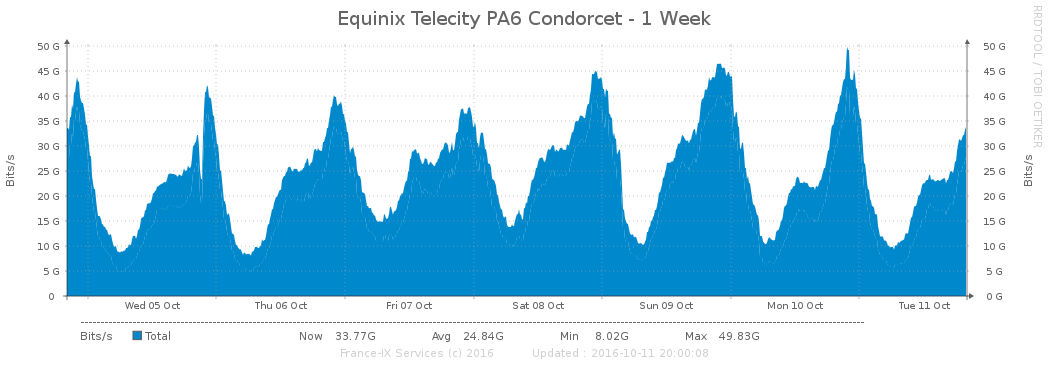 Equinix Telecity PA6 Condorcet - 1 Week
RRDTOOL / TOBI OETIKER
Bits/s
50 G
45 G
40 G
35 G
30 G
25 G
20 G
15 G
10 G
5 G
0
50 G
45 G
40 G
35 G
30 G
25 G
20 G
15 G
10 G
5 G
0 G
Bits/s
Wed 05 Oct Thu 06 Oct Fri 07 Oct Sat 08 Oct Sun 09 Oct Mon 10 Oct Tue 11 Oct
Bits/s Total Now 33.77G Avg 24.84G Min 8.02G Max 49.83G
France-IX Services (c) 2016 Updated : 2016-10-11 20:00:08